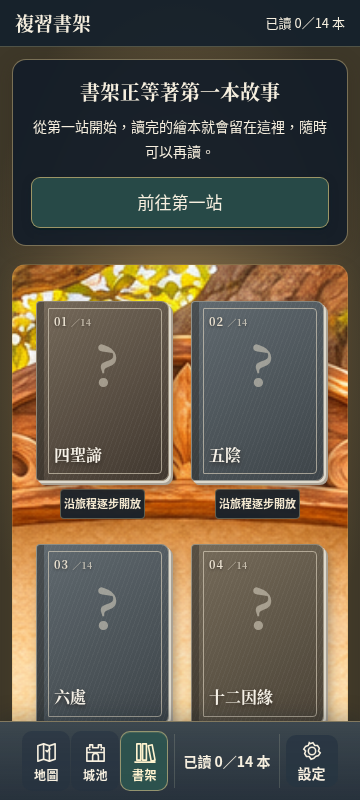 複習書架
已讀 0／14 本
書架正等著第一本故事
從第一站開始，讀完的繪本就會留在這裡，隨時
可以再讀。
前往第一站
01 ／14
?
四聖諦
沿旅程逐步開放
02 ／14
?
五陰
沿旅程逐步開放
03 ／14
?
六處
04 ／14
?
十二因緣
地圖
城池
書架
已讀 0／14 本
設定